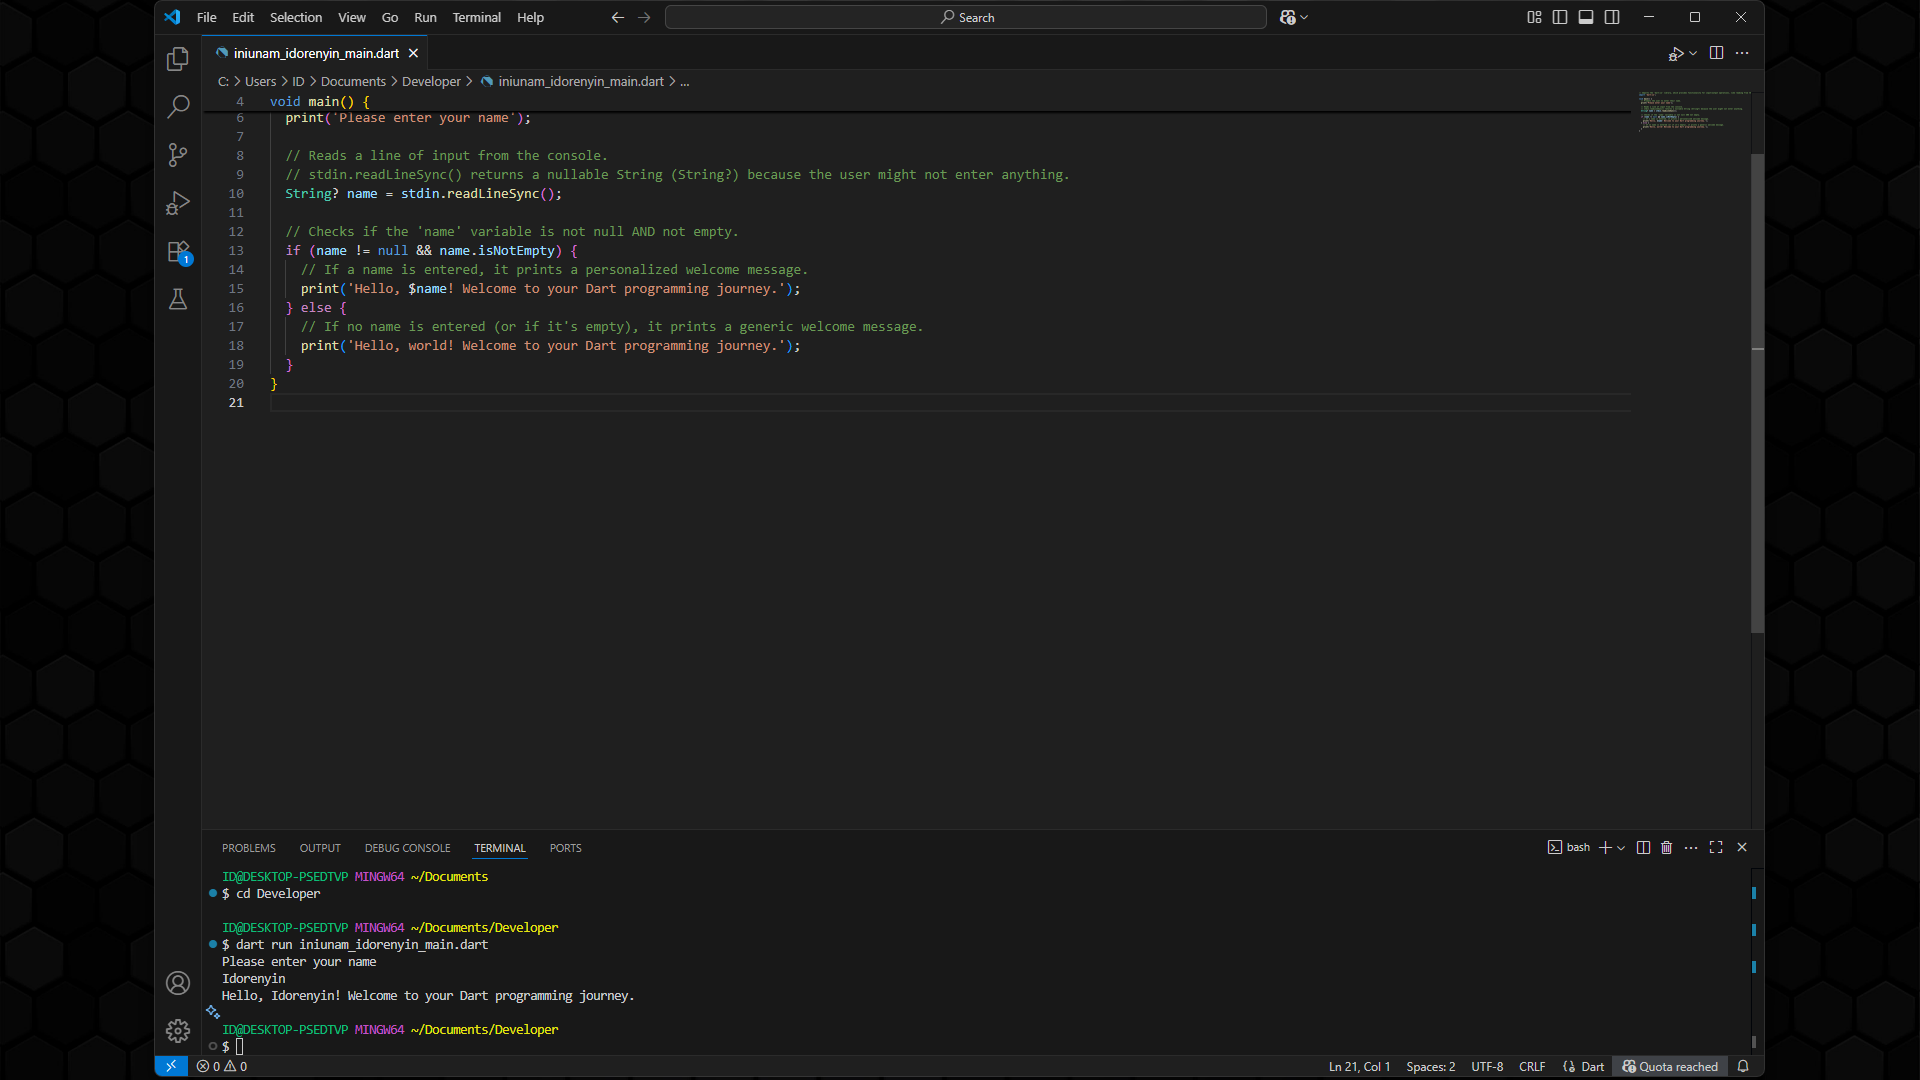 File Edit Selection View Go Run Terminal Help Search
iniunam_idorenyin_main.dart
C: > Users > ID > Documents > Developer > iniunam_idorenyin_main.dart > ...
4 void main() {
6 print('Please enter your name');
7
8 // Reads a line of input from the console.
9 // stdin.readLineSync() returns a nullable String (String?) because the user might not enter anything.
10 String? name = stdin.readLineSync();
11
12 // Checks if the 'name' variable is not null AND not empty.
13 if (name != null && name.isNotEmpty) {
14 // If a name is entered, it prints a personalized welcome message.
15 print('Hello, $name! Welcome to your Dart programming journey.');
16 } else {
17 // If no name is entered (or if it's empty), it prints a generic welcome message.
18 print('Hello, world! Welcome to your Dart programming journey.');
19 }
20 }
21
1
PROBLEMS OUTPUT DEBUG CONSOLE TERMINAL PORTS bash
ID@DESKTOP-PSEDTVP MINGW64 ~/Documents
$ cd Developer
ID@DESKTOP-PSEDTVP MINGW64 ~/Documents/Developer
$ dart run iniunam_idorenyin_main.dart
Please enter your name
Idorenyin
Hello, Idorenyin! Welcome to your Dart programming journey.
ID@DESKTOP-PSEDTVP MINGW64 ~/Documents/Developer
$
0 0 Ln 21, Col 1 Spaces: 2 UTF-8 CRLF Dart Quota reached